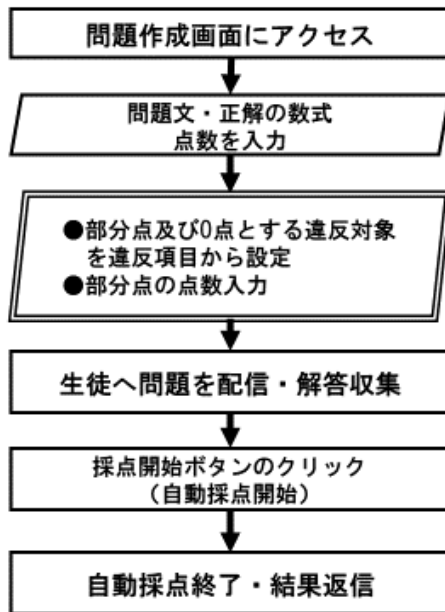 問題作成画面にアクセス
問題文・正解の数式
点数を入力
●部分点及び0点とする違反対象
を違反項目から設定
●部分点の点数入力
生徒へ問題を配信・解答収集
採点開始ボタンのクリック
（自動採点開始）
自動採点終了・結果返信